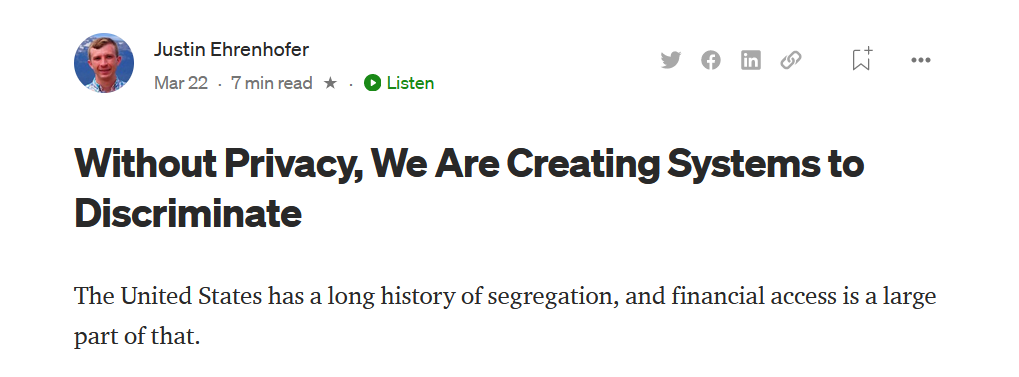 Justin Ehrenhofer
Mar 22 · 7 min read ★ · Listen
Without Privacy, We Are Creating Systems to
Discriminate
The United States has a long history of segregation, and financial access is a large
part of that.